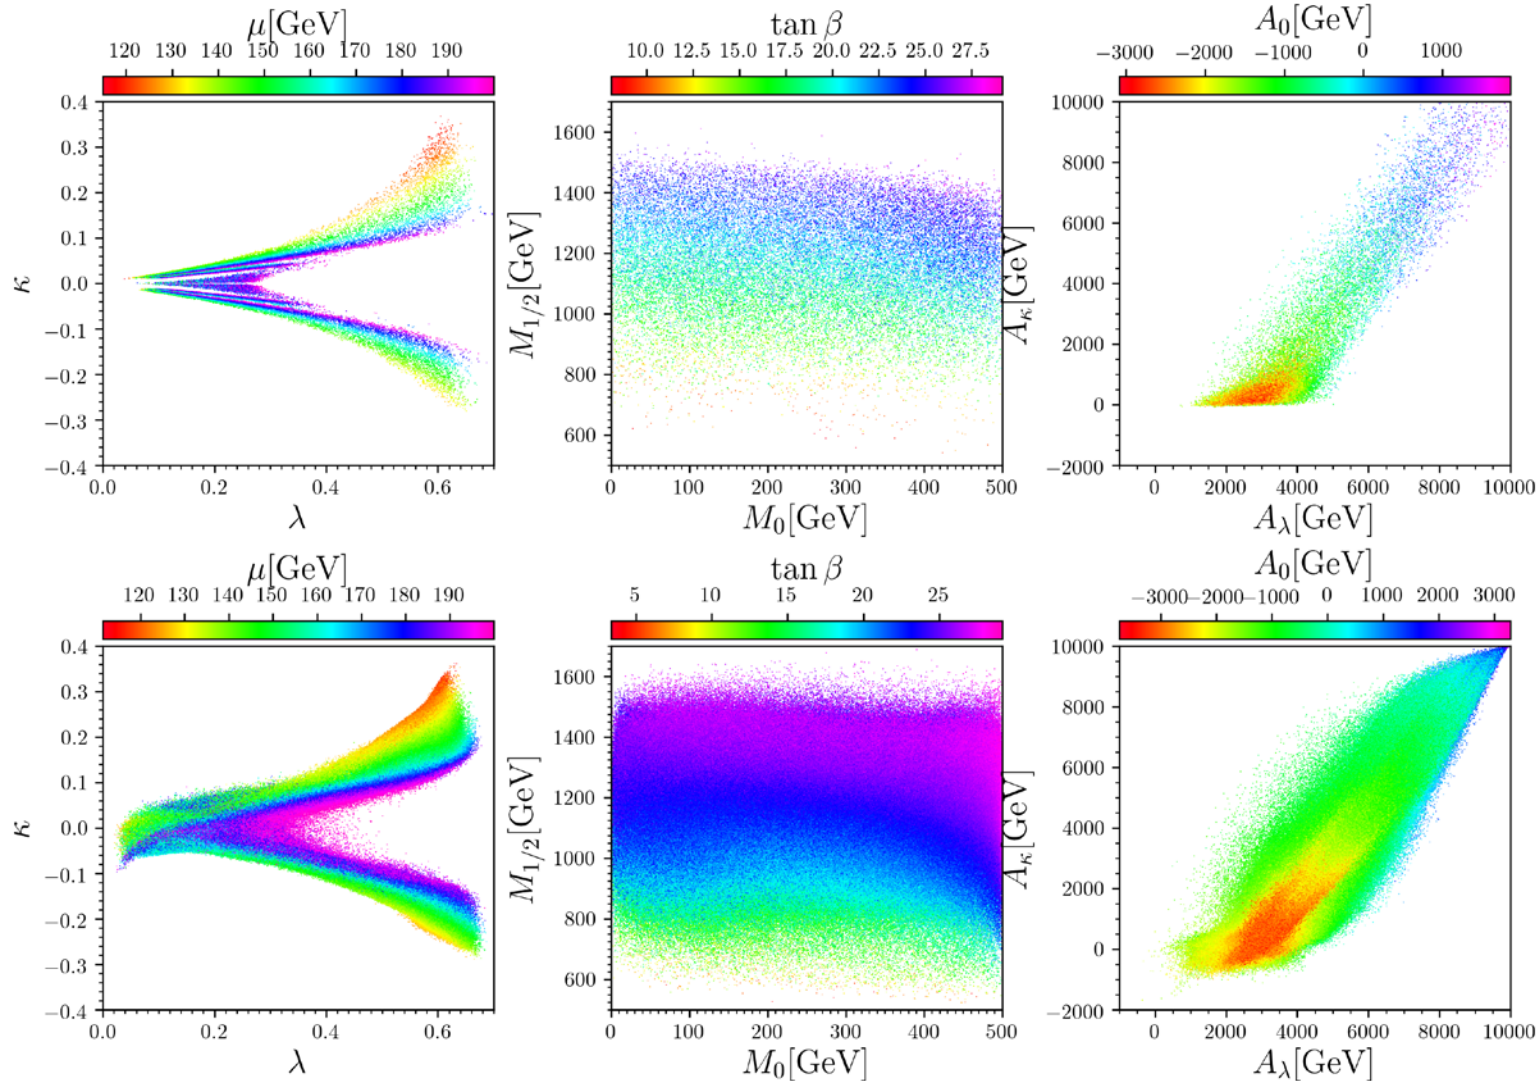 μ[GeV]
120 130 140 150 160 170 180 190
0.4
0.3
0.2
0.1
0.0
−0.1
−0.2
−0.3
−0.4
κ
0.0 0.2 0.4 0.6
λ
tan β
10.0 12.5 15.0 17.5 20.0 22.5 25.0 27.5
1600
1400
1200
1000
800
600
M1/2[GeV]
0 100 200 300 400 500
M0[GeV]
A0[GeV]
−3000 −2000 −1000 0 1000
10000
8000
6000
4000
2000
0
−2000
Aκ[GeV]
0 2000 4000 6000 8000 10000
Aλ[GeV]
μ[GeV]
120 130 140 150 160 170 180 190
0.4
0.3
0.2
0.1
0.0
−0.1
−0.2
−0.3
−0.4
κ
0.0 0.2 0.4 0.6
λ
tan β
5 10 15 20 25
1600
1400
1200
1000
800
600
M1/2[GeV]
0 100 200 300 400 500
M0[GeV]
A0[GeV]
−3000 −2000 −1000 0 1000 2000 3000
10000
8000
6000
4000
2000
0
−2000
Aκ[GeV]
0 2000 4000 6000 8000 10000
Aλ[GeV]